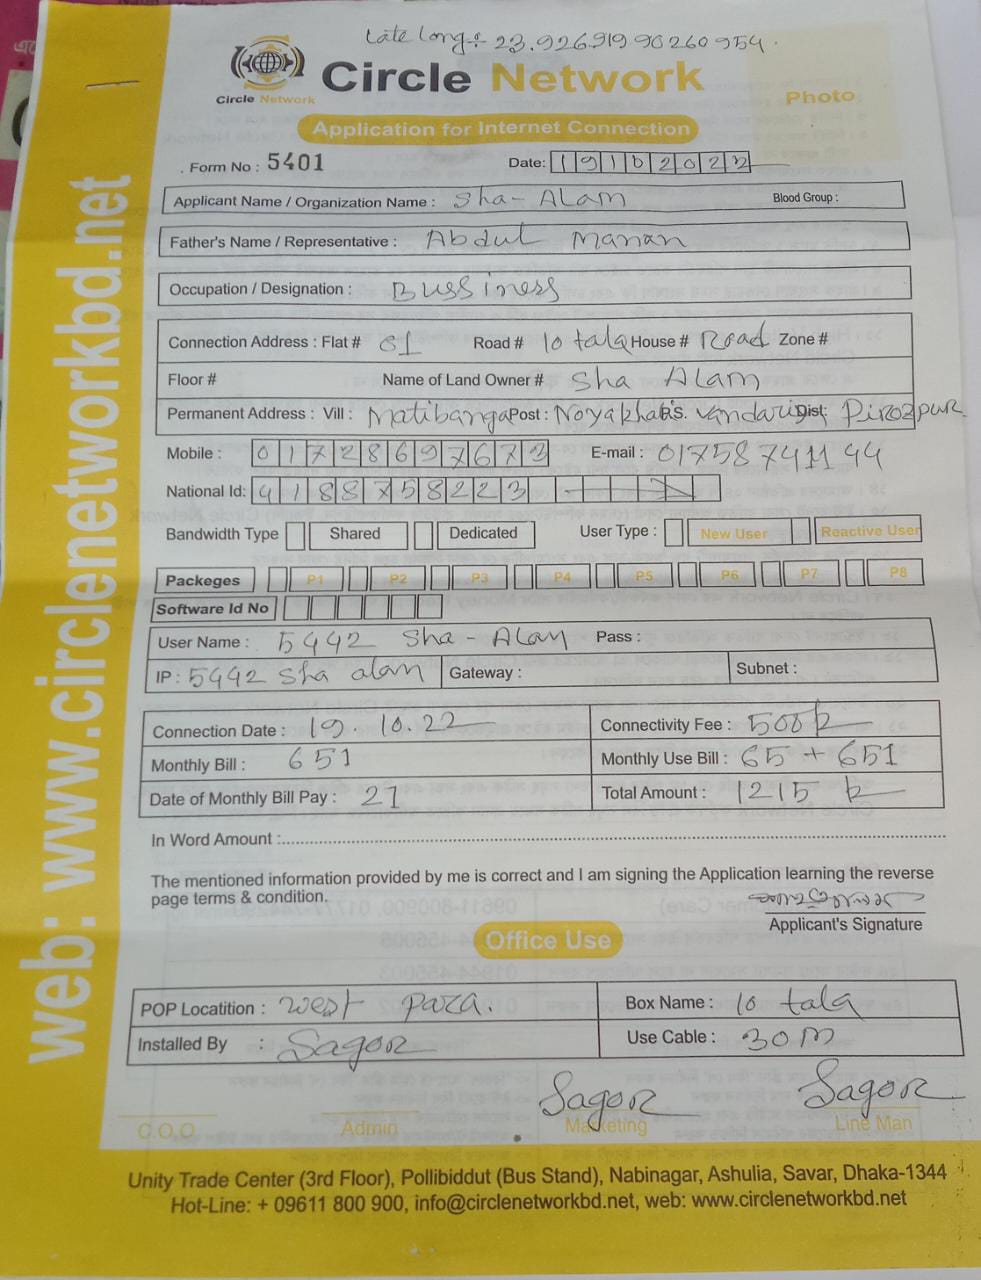 Late long:- 23.926919 90260954.
Circle Network
Circle Network
Photo
Application for Internet Connection
Form No : 5401
Date: 19102022
Applicant Name / Organization Name : Sha- Alam Blood Group :
Father's Name / Representative : Abdul Manan
Occupation / Designation : Bussiness
Connection Address : Flat # 01 Road # 10 tala House # Road Zone #
Floor # Name of Land Owner # Sha Alam
Permanent Address : Vill : Matibanga Post : Noyakhali P.S. Vandaria Dist: Pirozpur
Mobile : 01728697673 E-mail : 01758741144
National Id: 4188758223
Bandwidth Type Shared Dedicated User Type : New User Reactive User
Packeges P1 P2 P3 P4 P5 P6 P7 P8
Software Id No
User Name : 5442 Sha - Alam Pass :
IP : 5442 Sha alam Gateway : Subnet :
Connection Date : 19. 10.22 Connectivity Fee : 500
Monthly Bill : 651 Monthly Use Bill : 65 + 651
Date of Monthly Bill Pay : 21 Total Amount : 1215
In Word Amount :
The mentioned information provided by me is correct and I am signing the Application learning the reverse
page terms & condition.
Applicant's Signature
Office Use
POP Locatition : West para. Box Name : 10 tala
Installed By : Sagor Use Cable : 30m
Sagor Sagor
C.O.O Admin Marketing Line Man
Unity Trade Center (3rd Floor), Pollibiddut (Bus Stand), Nabinagar, Ashulia, Savar, Dhaka-1344
Hot-Line: + 09611 800 900, info@circlenetworkbd.net, web: www.circlenetworkbd.net
web: www.circlenetworkbd.net